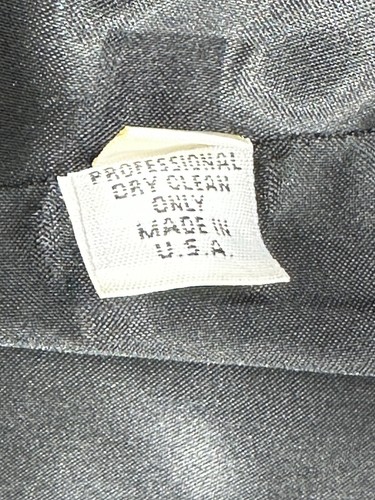 PROFESSIONAL
DRY CLEAN
ONLY
MADE IN
U.S.A.